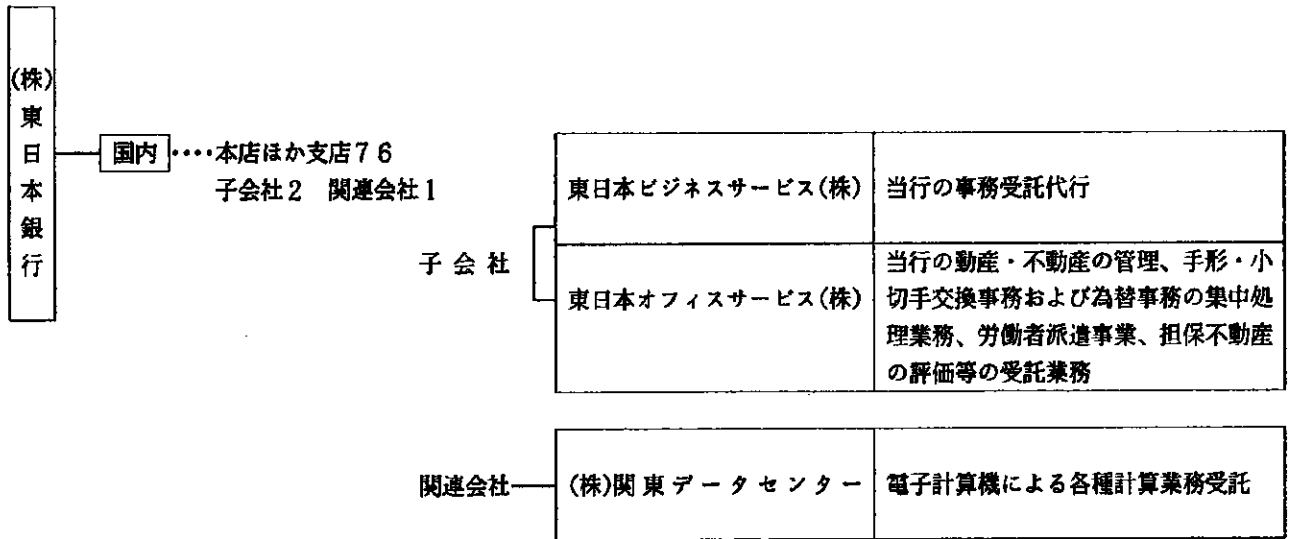 (株)東日本銀行
国内‥‥本店ほか支店76
子会社2 関連会社1
子会社
東日本ビジネスサービス(株) 当行の事務受託代行
東日本オフィスサービス(株)
当行の動産・不動産の管理、手形・小
切手交換事務および為替事務の集中処
理業務、労働者派遣事業、担保不動産
の評価等の受託業務
関連会社 (株)関東データセンター 電子計算機による各種計算業務受託